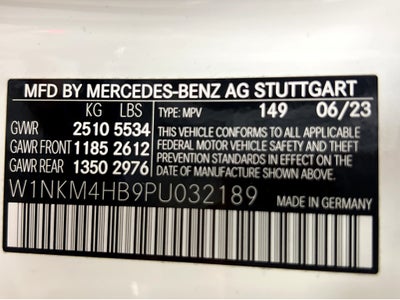 MFD BY MERCEDES-BENZ AG STUTTGART
KG LBS TYPE: MPV 149 06/23
GVWR 2510 5534 THIS VEHICLE CONFORMS TO ALL APPLICABLE
GAWR FRONT 1185 2612 FEDERAL MOTOR VEHICLE SAFETY AND THEFT
PREVENTION STANDARDS IN EFFECT ON THE
GAWR REAR 1350 2976 DATE OF MANUFACTURE SHOWN ABOVE.
W1NKM4HB9PU032189 MADE IN GERMANY